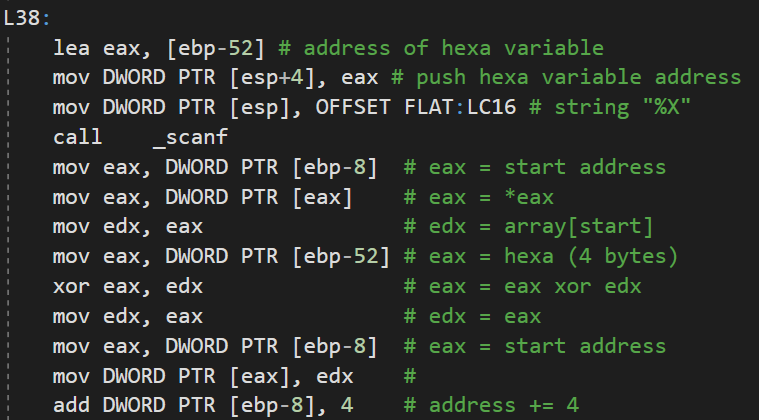 L38:
lea eax, [ebp-52] # address of hexa variable
mov DWORD PTR [esp+4], eax # push hexa variable address
mov DWORD PTR [esp], OFFSET FLAT:LC16 # string "%X"
call    _scanf
mov eax, DWORD PTR [ebp-8]  # eax = start address
mov eax, DWORD PTR [eax]    # eax = *eax
mov edx, eax                # edx = array[start]
mov eax, DWORD PTR [ebp-52] # eax = hexa (4 bytes)
xor eax, edx                # eax = eax xor edx
mov edx, eax                # edx = eax
mov eax, DWORD PTR [ebp-8]  # eax = start address
mov DWORD PTR [eax], edx    #
add DWORD PTR [ebp-8], 4    # address += 4